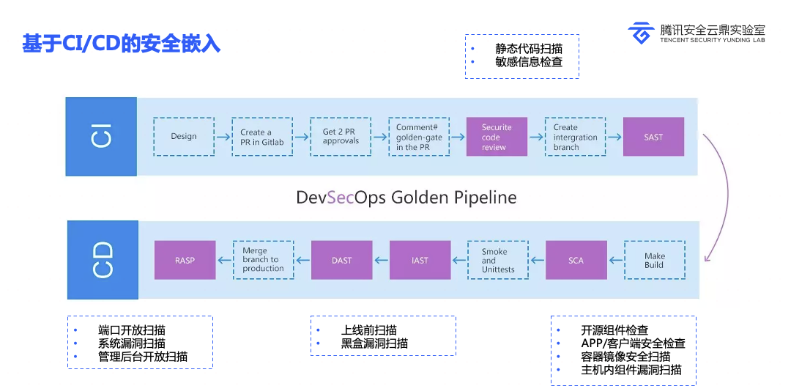 基于CI/CD的安全嵌入
腾讯安全云鼎实验室
TENCENT SECURITY YUNDING LAB
• 静态代码扫描
• 敏感信息检查
CI
Design
Create a
PR in Gitlab
Get 2 PR
approvals
Comment#
golden-gate
in the PR
Securite
code
review
Create
intergration
branch
SAST
DevSecOps Golden Pipeline
CD
RASP
Merge
branch to
production
DAST
IAST
Smoke
and
Unittests
SCA
Make
Build
• 端口开放扫描
• 系统漏洞扫描
• 管理后台开放扫描
• 上线前扫描
• 黑盒漏洞扫描
• 开源组件检查
• APP/客户端安全检查
• 容器镜像安全扫描
• 主机内组件漏洞扫描